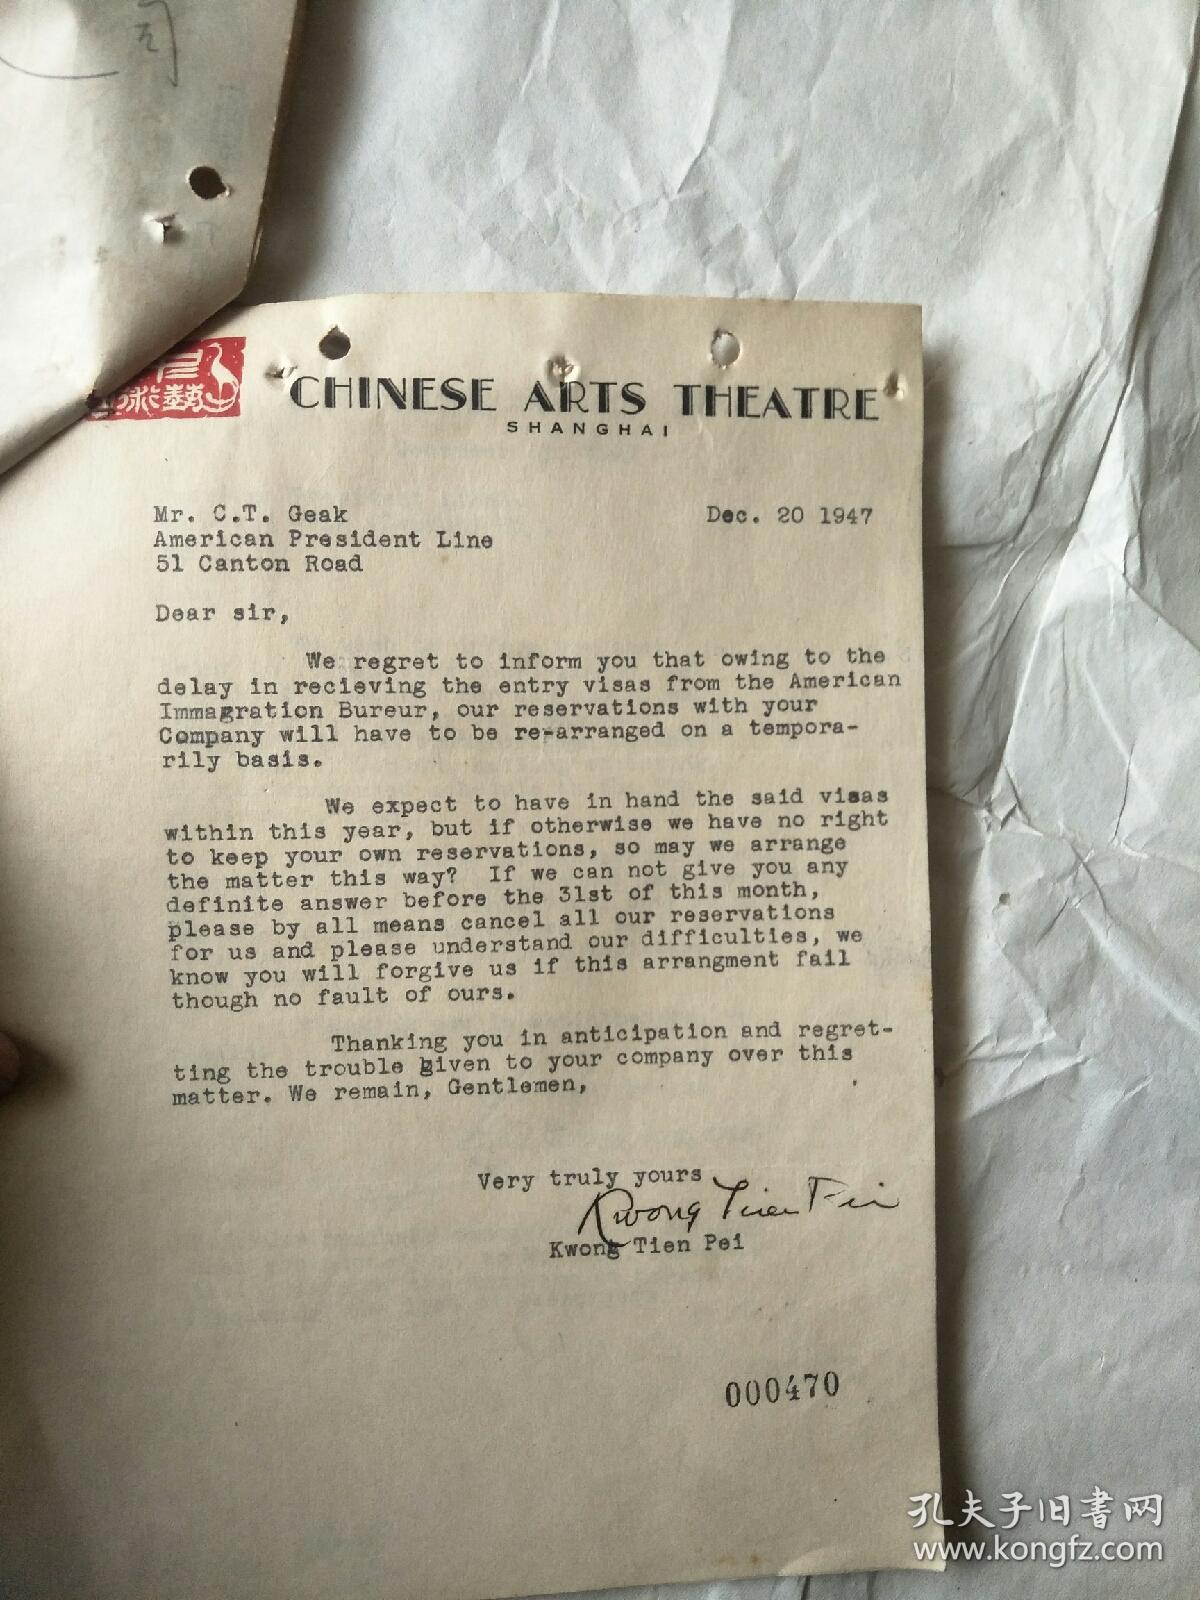 司
藝術
CHINESE ARTS THEATRE
SHANGHAI
Mr. C.T. Geak
Dec. 20 1947
American President Line
51 Canton Road
Dear sir,
We regret to inform you that owing to the
delay in recieving the entry visas from the American
Immagration Bureur, our reservations with your
Company will have to be re-arranged on a tempora-
rily basis.
We expect to have in hand the said visas
within this year, but if otherwise we have no right
to keep your own reservations, so may we arrange
the matter this way? If we can not give you any
definite answer before the 31st of this month,
please by all means cancel all our reservations
for us and please understand our difficulties, we
know you will forgive us if this arrangment fail
though no fault of ours.
Thanking you in anticipation and regret-
ting the trouble given to your company over this
matter. We remain, Gentlemen,
Very truly yours
Kwong Tien Pei
Kwong Tien Pei
000470
孔夫子旧书网
www.kongfz.com